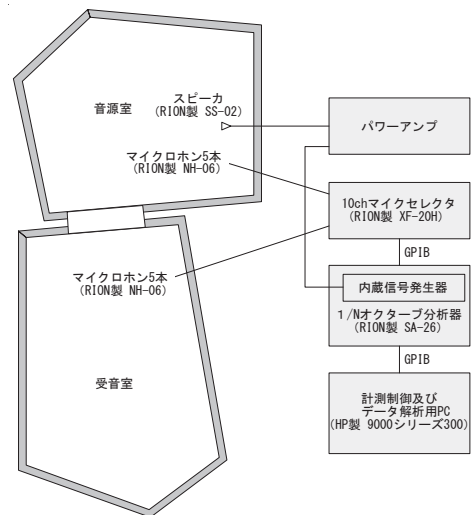 音源室
スピーカ
(RION製 SS-02)
マイクロホン5本
(RION製 NH-06)
マイクロホン5本
(RION製 NH-06)
受音室
パワーアンプ
10chマイクセレクタ
(RION製 XF-20H)
GPIB
内蔵信号発生器
1/Nオクターブ分析器
(RION製 SA-26)
GPIB
計測制御及び
データ解析用PC
(HP製 9000シリーズ300)